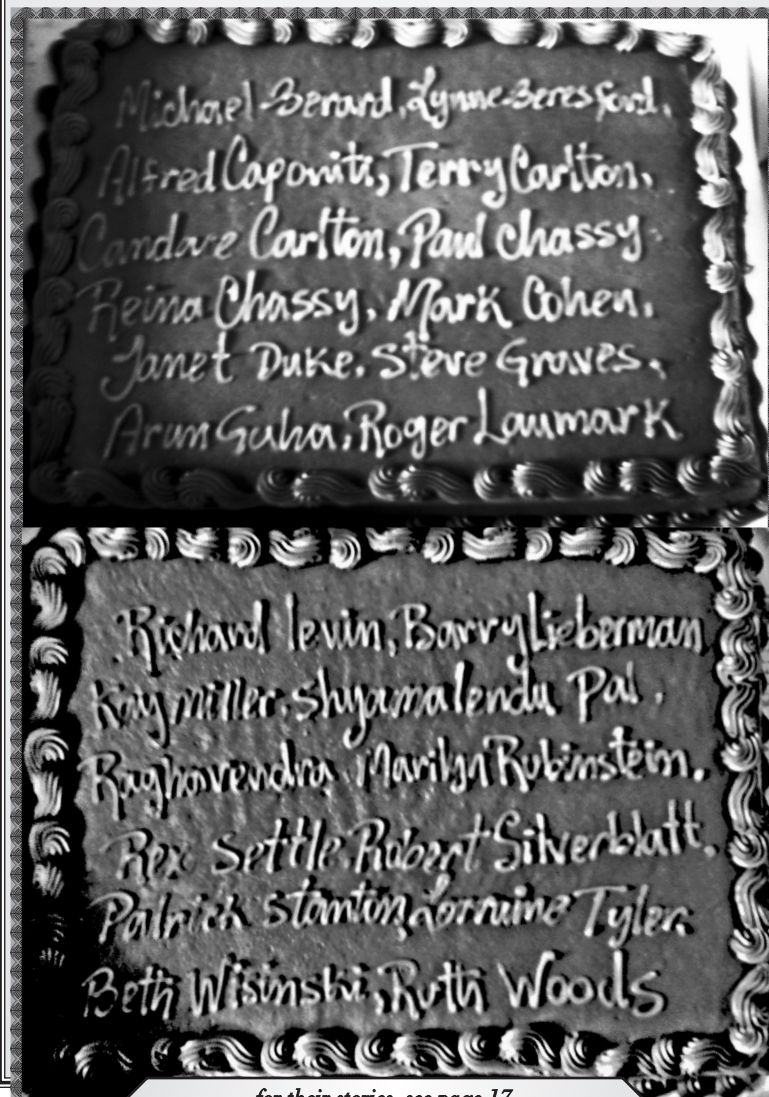 Michael Berard, Lynne Beresford,
Alfred Caponiti, Terry Carlton,
Candace Carlton, Paul Chassy
Reina Chassy, Mark Cohen,
Janet Duke, Steve Groves,
Arun Guha, Roger Laumark
Richard levin, Barry Lieberman
Kay miller, shyamalendu Pal,
Raghavendra, Marilyn Rubinstein,
Rex Settle, Robert Silverblatt,
Patrick Stanton, Lorraine Tyler,
Beth Wisinski, Ruth Woods
for their stories, see page 17